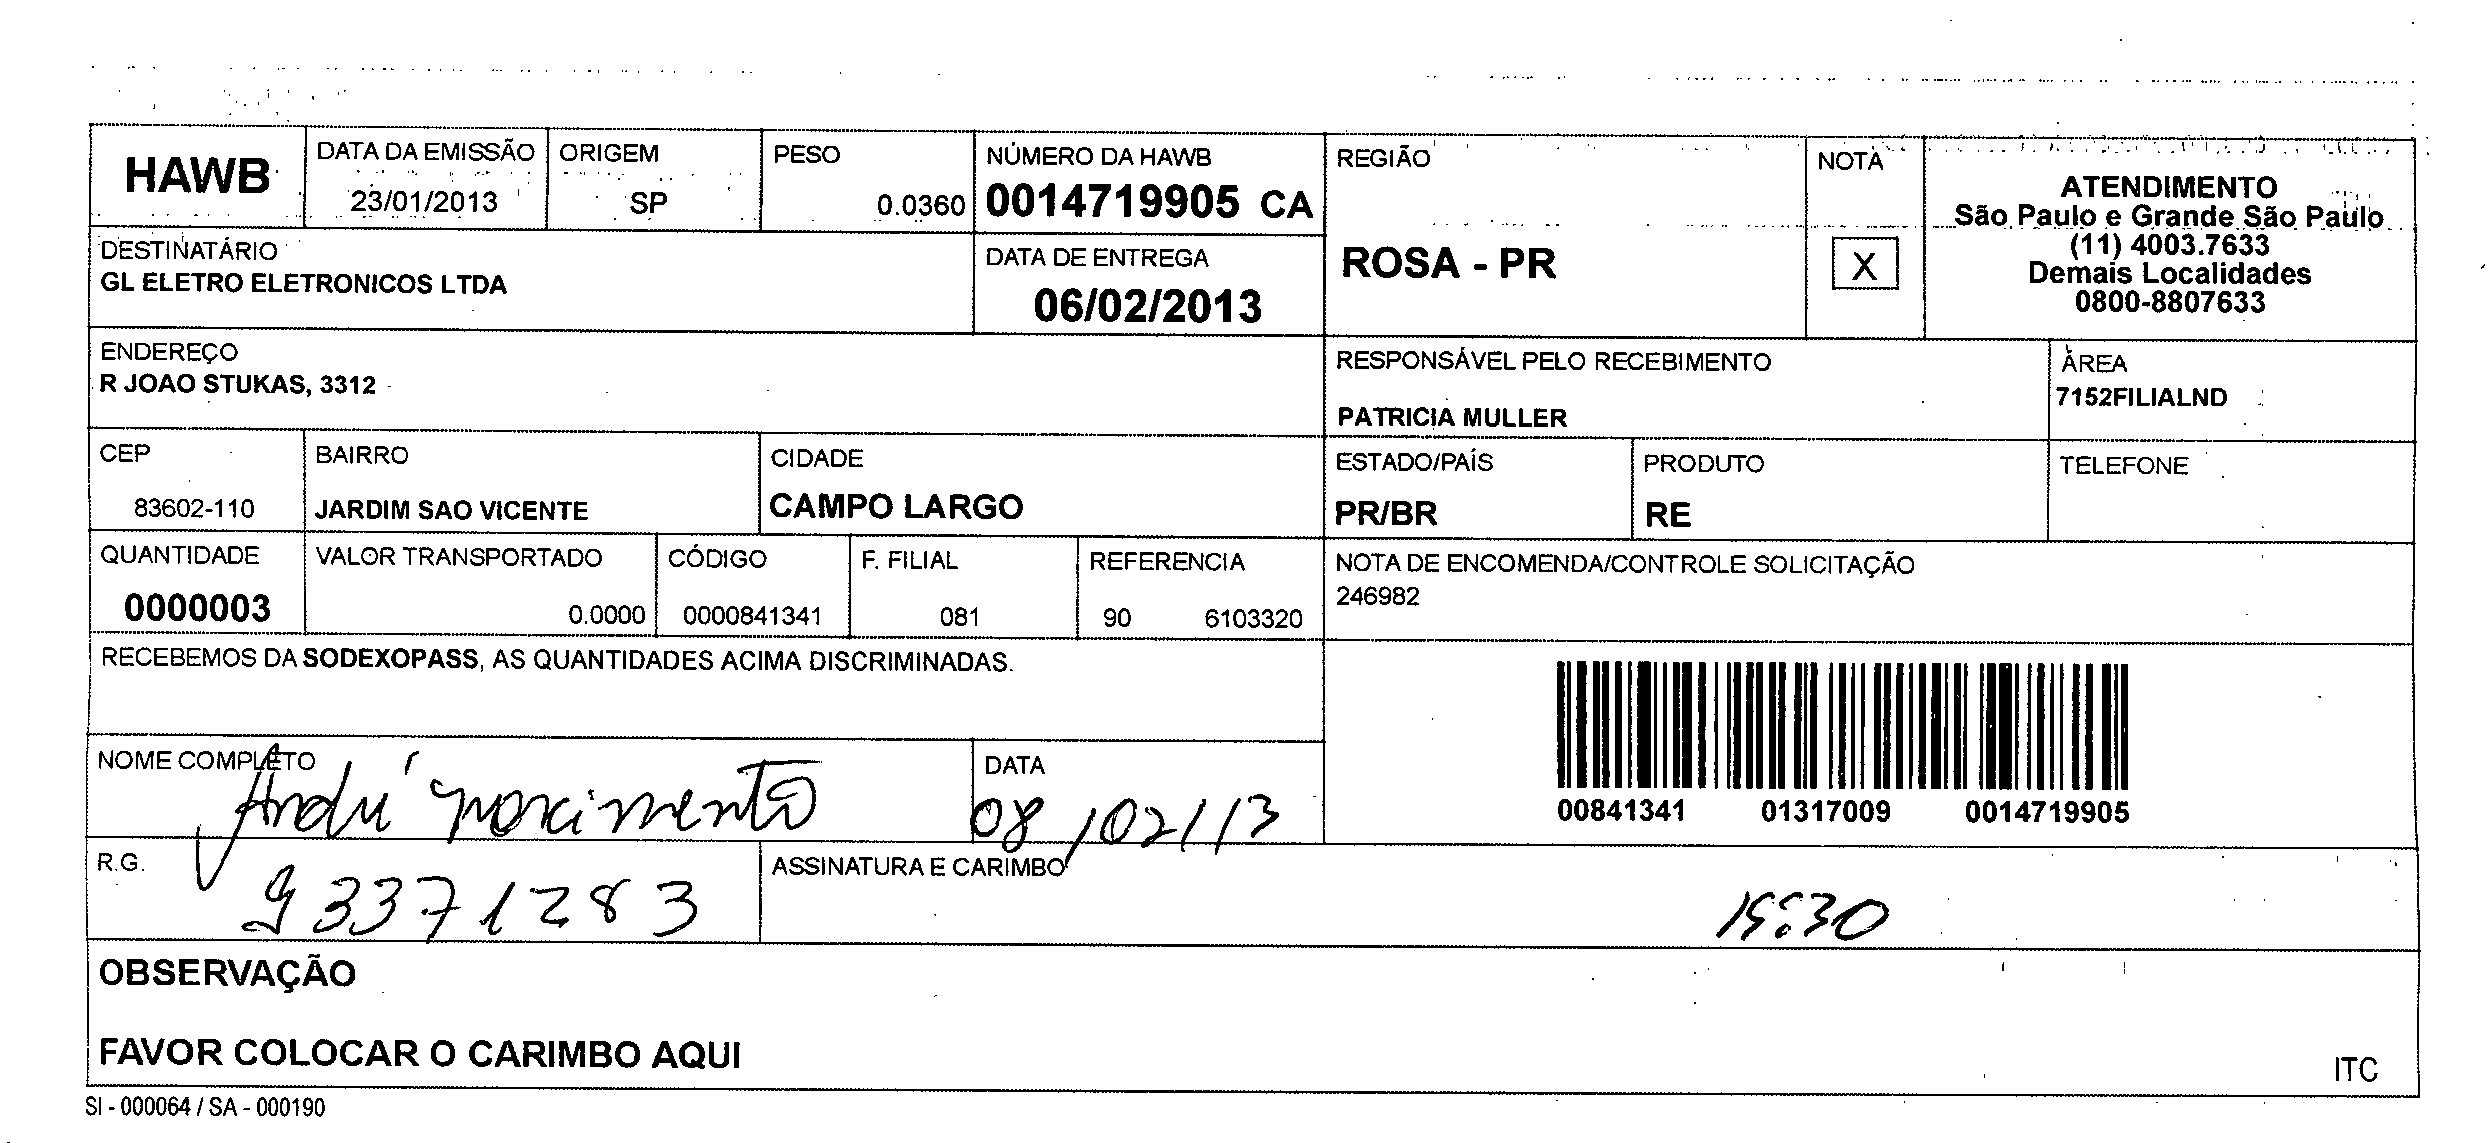 HAWB
DATA DA EMISSÃO
23/01/2013
ORIGEM
SP
PESO
0.0360
NÚMERO DA HAWB
0014719905 CA
REGIÃO
ROSA - PR
NOTA
X
ATENDIMENTO
São Paulo e Grande São Paulo
(11) 4003.7633
Demais Localidades
0800-8807633
DESTINATÁRIO
GL ELETRO ELETRONICOS LTDA
DATA DE ENTREGA
06/02/2013
ENDEREÇO
R JOAO STUKAS, 3312
RESPONSÁVEL PELO RECEBIMENTO
PATRICIA MULLER
ÁREA
7152FILIALND
CEP
83602-110
BAIRRO
JARDIM SAO VICENTE
CIDADE
CAMPO LARGO
ESTADO/PAÍS
PR/BR
PRODUTO
RE
TELEFONE
QUANTIDADE
0000003
VALOR TRANSPORTADO
0.0000
CÓDIGO
0000841341
F. FILIAL
081
REFERENCIA
90 6103320
NOTA DE ENCOMENDA/CONTROLE SOLICITAÇÃO
246982
RECEBEMOS DA SODEXOPASS, AS QUANTIDADES ACIMA DISCRIMINADAS.
00841341 01317009 0014719905
NOME COMPLETO
André Nascimento
DATA
08/02/13
R.G.
93371283
ASSINATURA E CARIMBO
15:30
OBSERVAÇÃO
FAVOR COLOCAR O CARIMBO AQUI
ITC
SI - 000064 / SA - 000190